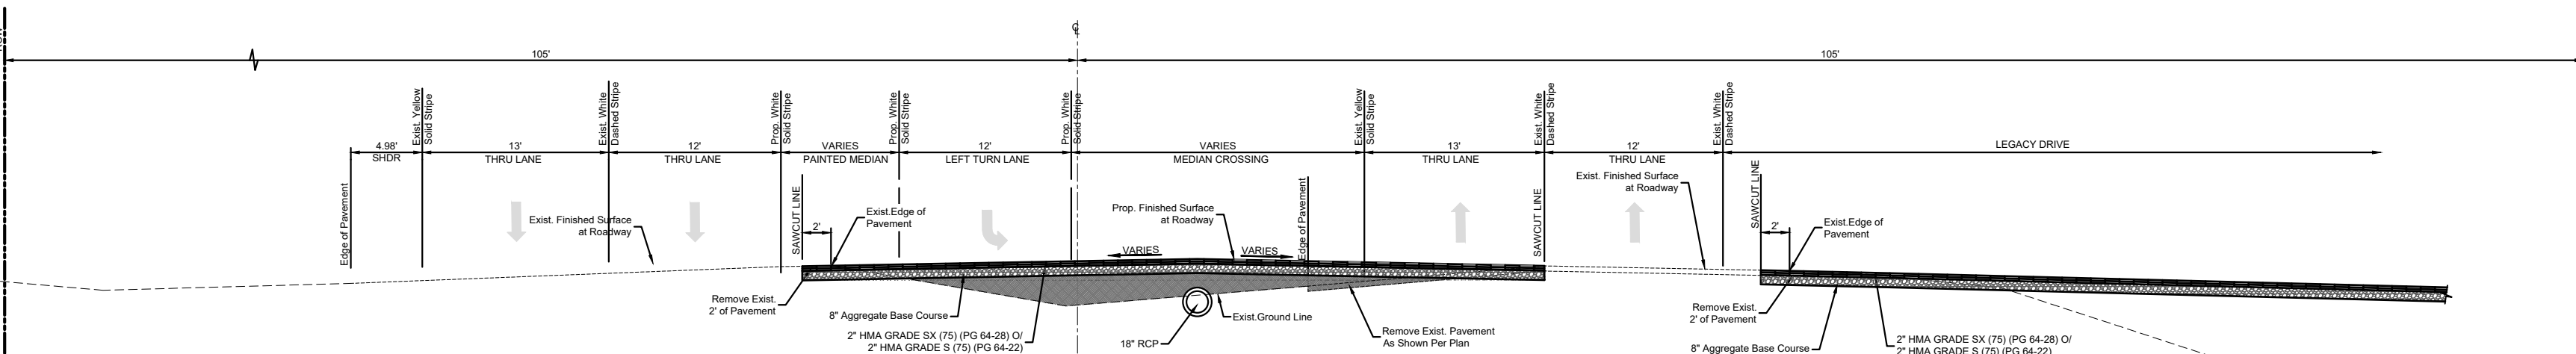 ℄
105'
105'
Exist. Yellow
Solid Stripe
Exist. White
Dashed Stripe
Prop. White
Solid Stripe
Prop. White
Solid Stripe
Prop. White
Solid Stripe
Exist. Yellow
Solid Stripe
Exist. White
Dashed Stripe
Exist. White
Dashed Stripe
4.98'
SHDR
13'
THRU LANE
12'
THRU LANE
VARIES
PAINTED MEDIAN
12'
LEFT TURN LANE
VARIES
MEDIAN CROSSING
13'
THRU LANE
12'
THRU LANE
LEGACY DRIVE
Edge of Pavement
Exist. Finished Surface
at Roadway
SAWCUT LINE
2'
Exist.Edge of
Pavement
Prop. Finished Surface
at Roadway
VARIES
VARIES
Edge of Pavement
SAWCUT LINE
Exist. Finished Surface
at Roadway
SAWCUT LINE
2'
Exist.Edge of
Pavement
Remove Exist.
2' of Pavement
8" Aggregate Base Course
2" HMA GRADE SX (75) (PG 64-28) O/
2" HMA GRADE S (75) (PG 64-22)
18" RCP
Exist.Ground Line
Remove Exist. Pavement
As Shown Per Plan
Remove Exist.
2' of Pavement
8" Aggregate Base Course
2" HMA GRADE SX (75) (PG 64-28) O/
2" HMA GRADE S (75) (PG 64-22)